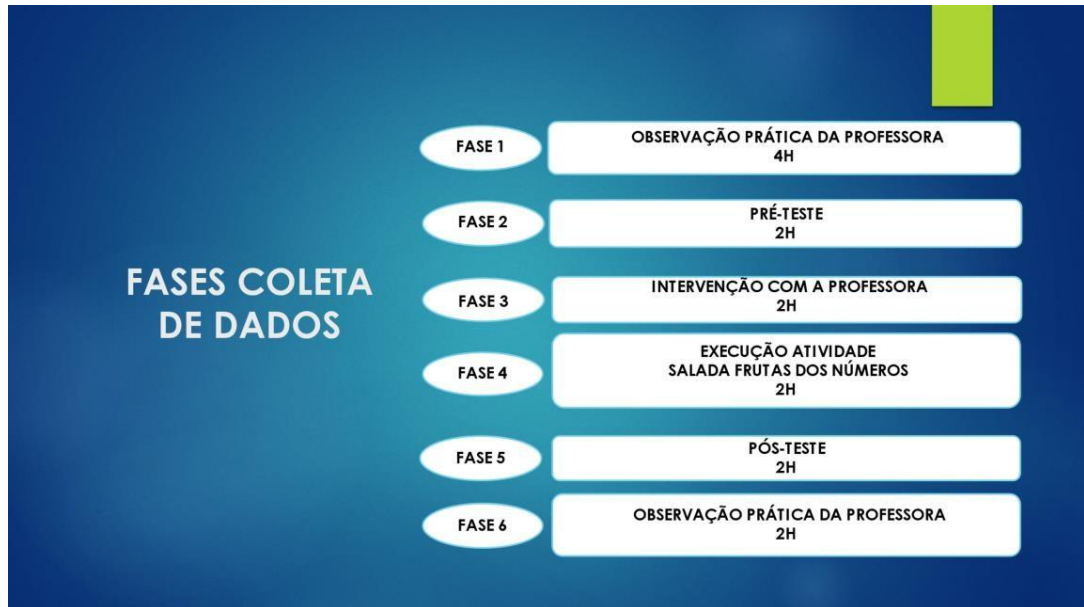 FASES COLETA
DE DADOS
FASE 1
OBSERVAÇÃO PRÁTICA DA PROFESSORA
4H
FASE 2
PRÉ-TESTE
2H
FASE 3
INTERVENÇÃO COM A PROFESSORA
2H
FASE 4
EXECUÇÃO ATIVIDADE
SALADA FRUTAS DOS NÚMEROS
2H
FASE 5
PÓS-TESTE
2H
FASE 6
OBSERVAÇÃO PRÁTICA DA PROFESSORA
2H